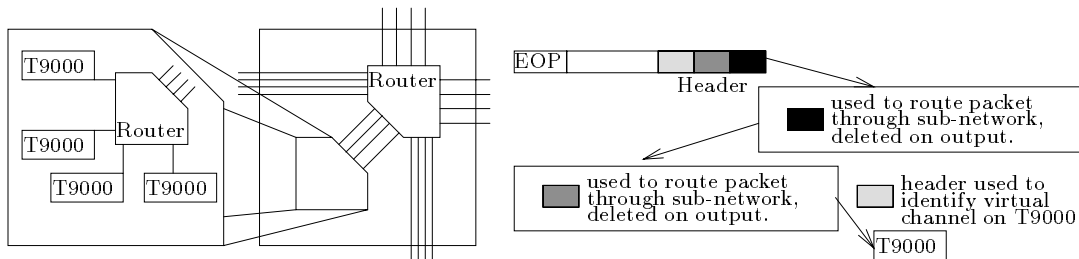 T9000
Router
T9000
T9000
T9000
Router
EOP
Header
used to route packet
through sub-network,
deleted on output.
used to route packet
through sub-network,
deleted on output.
header used to
identify virtual
channel on T9000
T9000